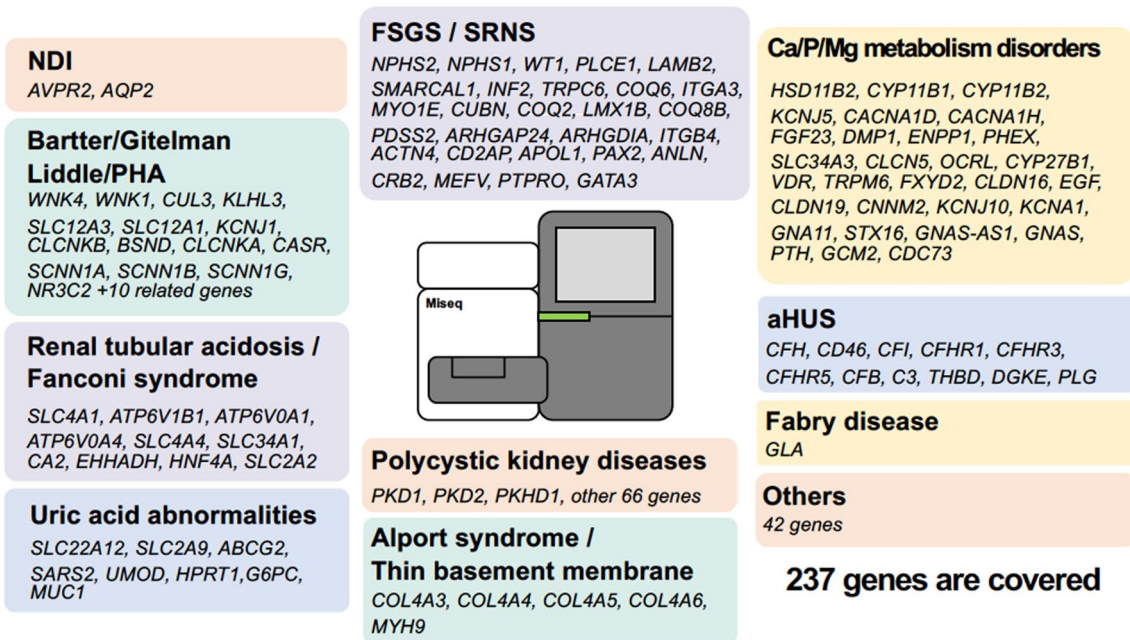 NDI
AVPR2, AQP2
Bartter/Gitelman
Liddle/PHA
WNK4, WNK1, CUL3, KLHL3,
SLC12A3, SLC12A1, KCNJ1,
CLCNKB, BSND, CLCNKA, CASR,
SCNN1A, SCNN1B, SCNN1G,
NR3C2 +10 related genes
Renal tubular acidosis /
Fanconi syndrome
SLC4A1, ATP6V1B1, ATP6V0A1,
ATP6V0A4, SLC4A4, SLC34A1,
CA2, EHHADH, HNF4A, SLC2A2
Uric acid abnormalities
SLC22A12, SLC2A9, ABCG2,
SARS2, UMOD, HPRT1,G6PC,
MUC1
FSGS / SRNS
NPHS2, NPHS1, WT1, PLCE1, LAMB2,
SMARCAL1, INF2, TRPC6, COQ6, ITGA3,
MYO1E, CUBN, COQ2, LMX1B, COQ8B,
PDSS2, ARHGAP24, ARHGDIA, ITGB4,
ACTN4, CD2AP, APOL1, PAX2, ANLN,
CRB2, MEFV, PTPRO, GATA3
Miseq
Polycystic kidney diseases
PKD1, PKD2, PKHD1, other 66 genes
Alport syndrome /
Thin basement membrane
COL4A3, COL4A4, COL4A5, COL4A6,
MYH9
Ca/P/Mg metabolism disorders
HSD11B2, CYP11B1, CYP11B2,
KCNJ5, CACNA1D, CACNA1H,
FGF23, DMP1, ENPP1, PHEX,
SLC34A3, CLCN5, OCRL, CYP27B1,
VDR, TRPM6, FXYD2, CLDN16, EGF,
CLDN19, CNNM2, KCNJ10, KCNA1,
GNA11, STX16, GNAS-AS1, GNAS,
PTH, GCM2, CDC73
aHUS
CFH, CD46, CFI, CFHR1, CFHR3,
CFHR5, CFB, C3, THBD, DGKE, PLG
Fabry disease
GLA
Others
42 genes
237 genes are covered